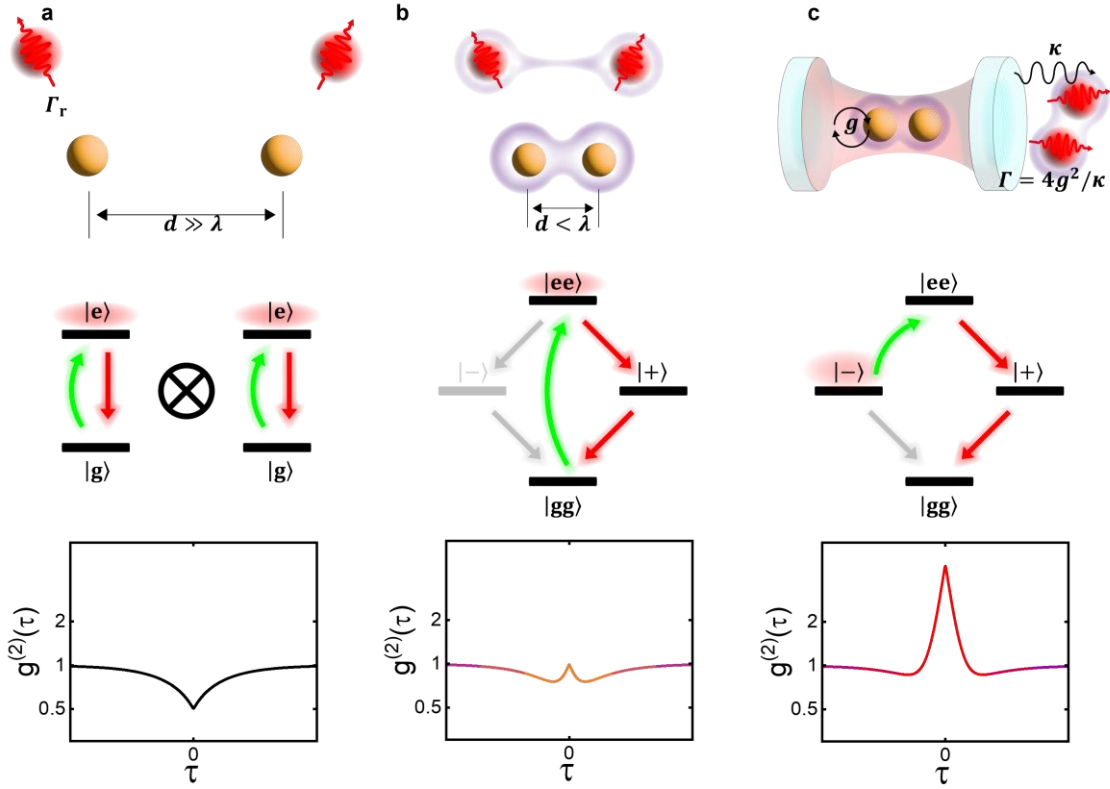 a
Γr
d ≫ λ
|e⟩ |e⟩
|g⟩ |g⟩
g(2)(τ)
2
1
0.5
0
τ
b
d < λ
|ee⟩
|−⟩ |+⟩
|gg⟩
g(2)(τ)
2
1
0.5
0
τ
c
κ
g
Γ = 4g²/κ
|ee⟩
|−⟩ |+⟩
|gg⟩
g(2)(τ)
2
1
0.5
0
τ